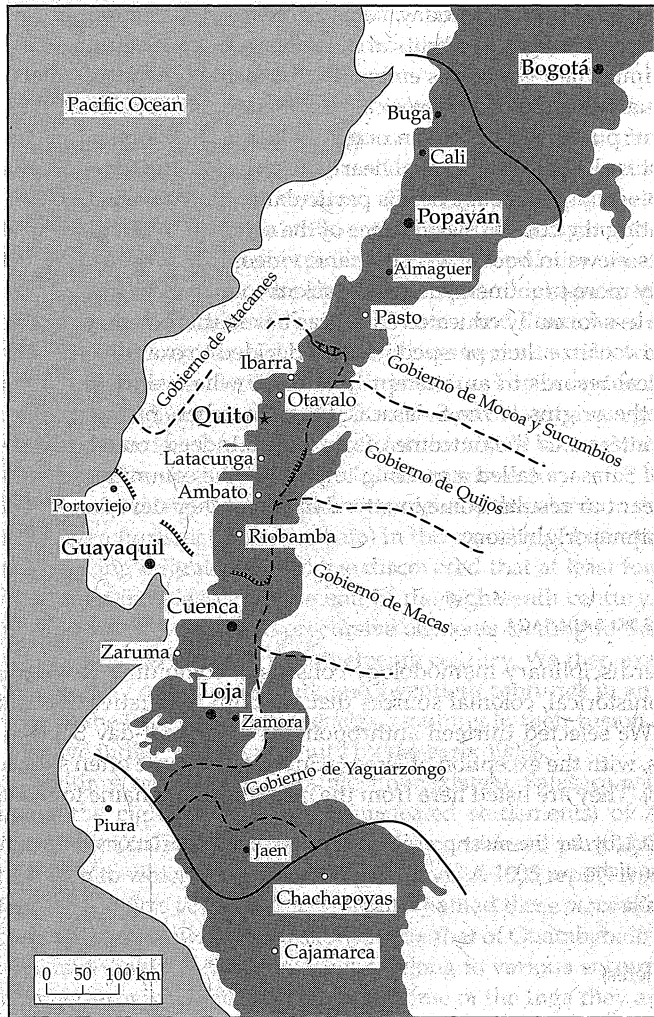 Bogotá
Pacific Ocean
Buga
Cali
Popayán
Almaguer
Pasto
Gobierno de Atacames
Ibarra
Gobierno de Mocoa y Sucumbios
Otavalo
Quito
Latacunga
Gobierno de Quijos
Ambato
Portoviejo
Riobamba
Guayaquil
Gobierno de Macas
Cuenca
Zaruma
Loja
Zamora
Gobierno de Yaguarzongo
Piura
Jaen
Chachapoyas
Cajamarca
0 50 100 km